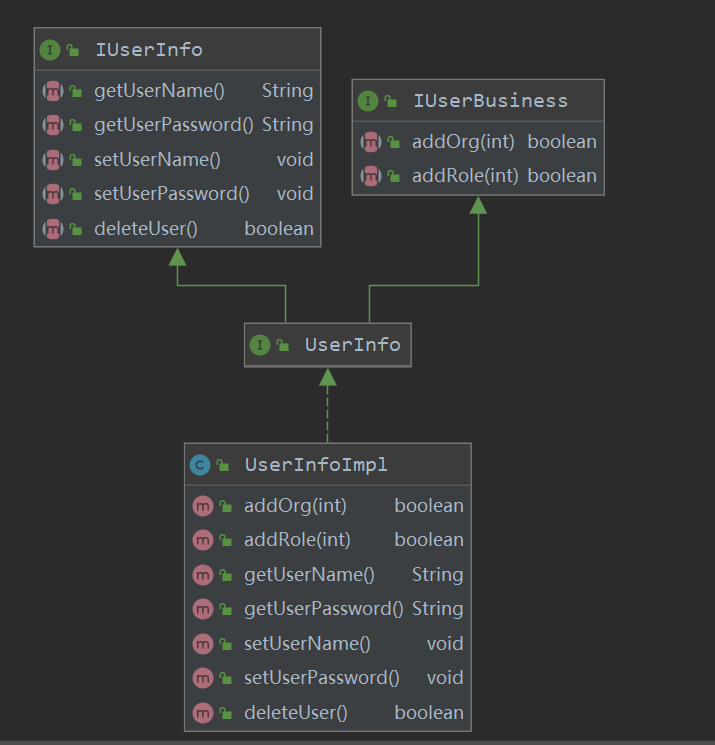 IUserInfo
getUserName() String
getUserPassword() String
setUserName() void
setUserPassword() void
deleteUser() boolean
IUserBusiness
addOrg(int) boolean
addRole(int) boolean
UserInfo
UserInfoImpl
addOrg(int) boolean
addRole(int) boolean
getUserName() String
getUserPassword() String
setUserName() void
setUserPassword() void
deleteUser() boolean